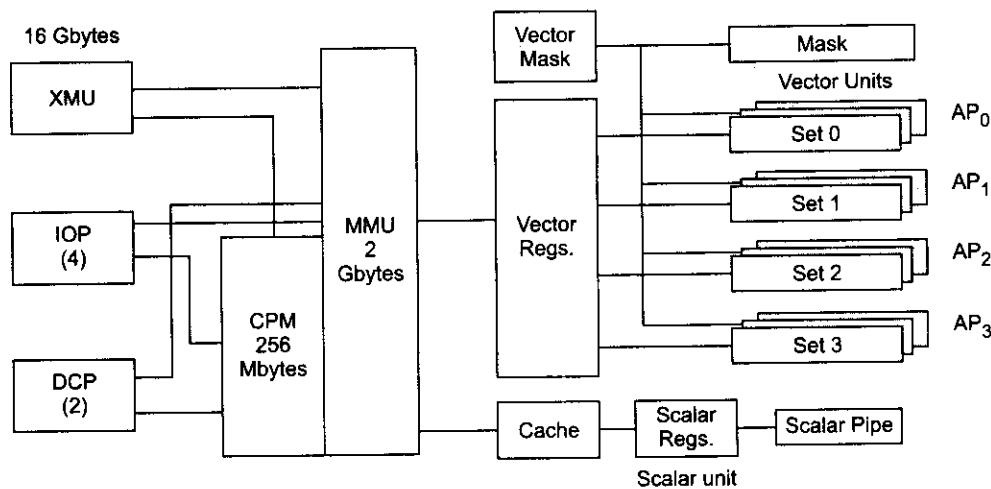 16 Gbytes
XMU
IOP
(4)
DCP
(2)
CPM
256
Mbytes
MMU
2
Gbytes
Vector
Mask
Vector
Regs.
Mask
Vector Units
Set 0
AP0
Set 1
AP1
Set 2
AP2
Set 3
AP3
Cache
Scalar
Regs.
Scalar Pipe
Scalar unit